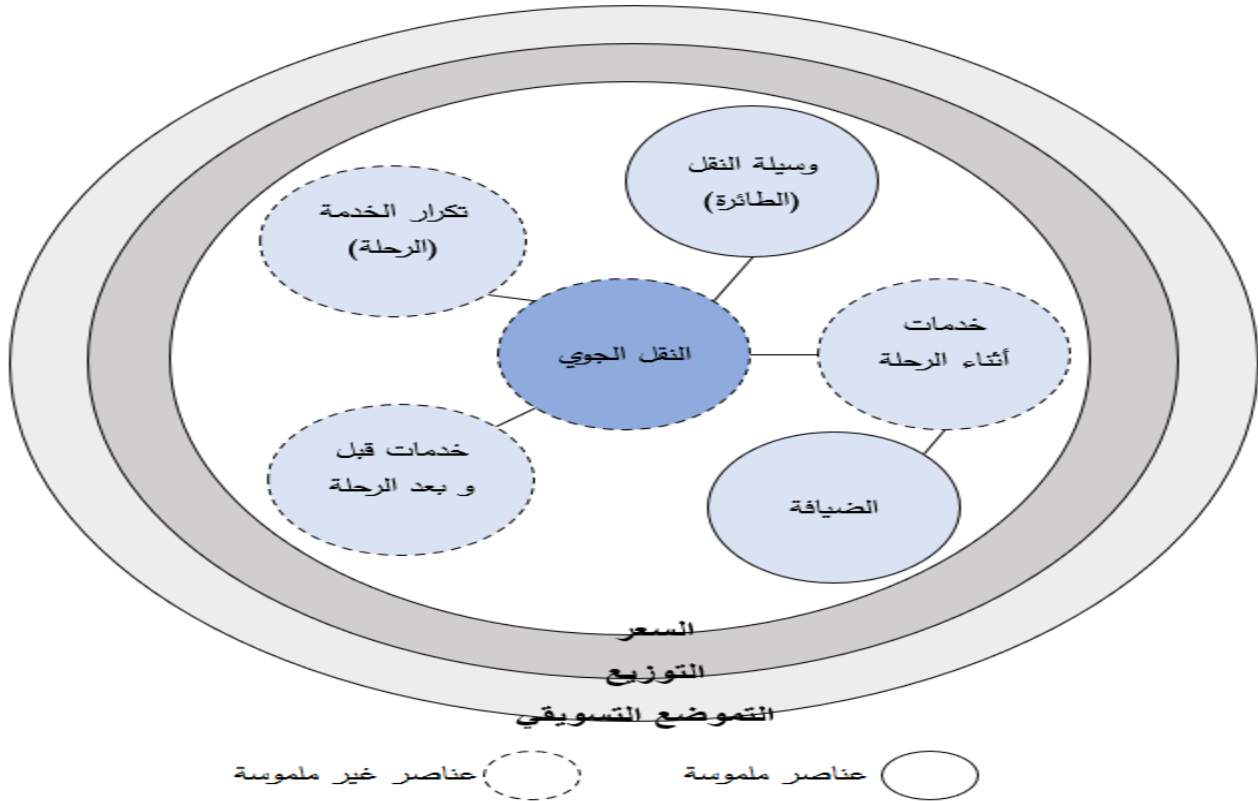 وسيلة النقل
(الطائرة)
تكرار الخدمة
(الرحلة)
خدمات
أثناء الرحلة
النقل الجوي
خدمات قبل
و بعد الرحلة
الضيافة
السعر
التوزيع
التموضع التسويقي
عناصر ملموسة
عناصر غير ملموسة